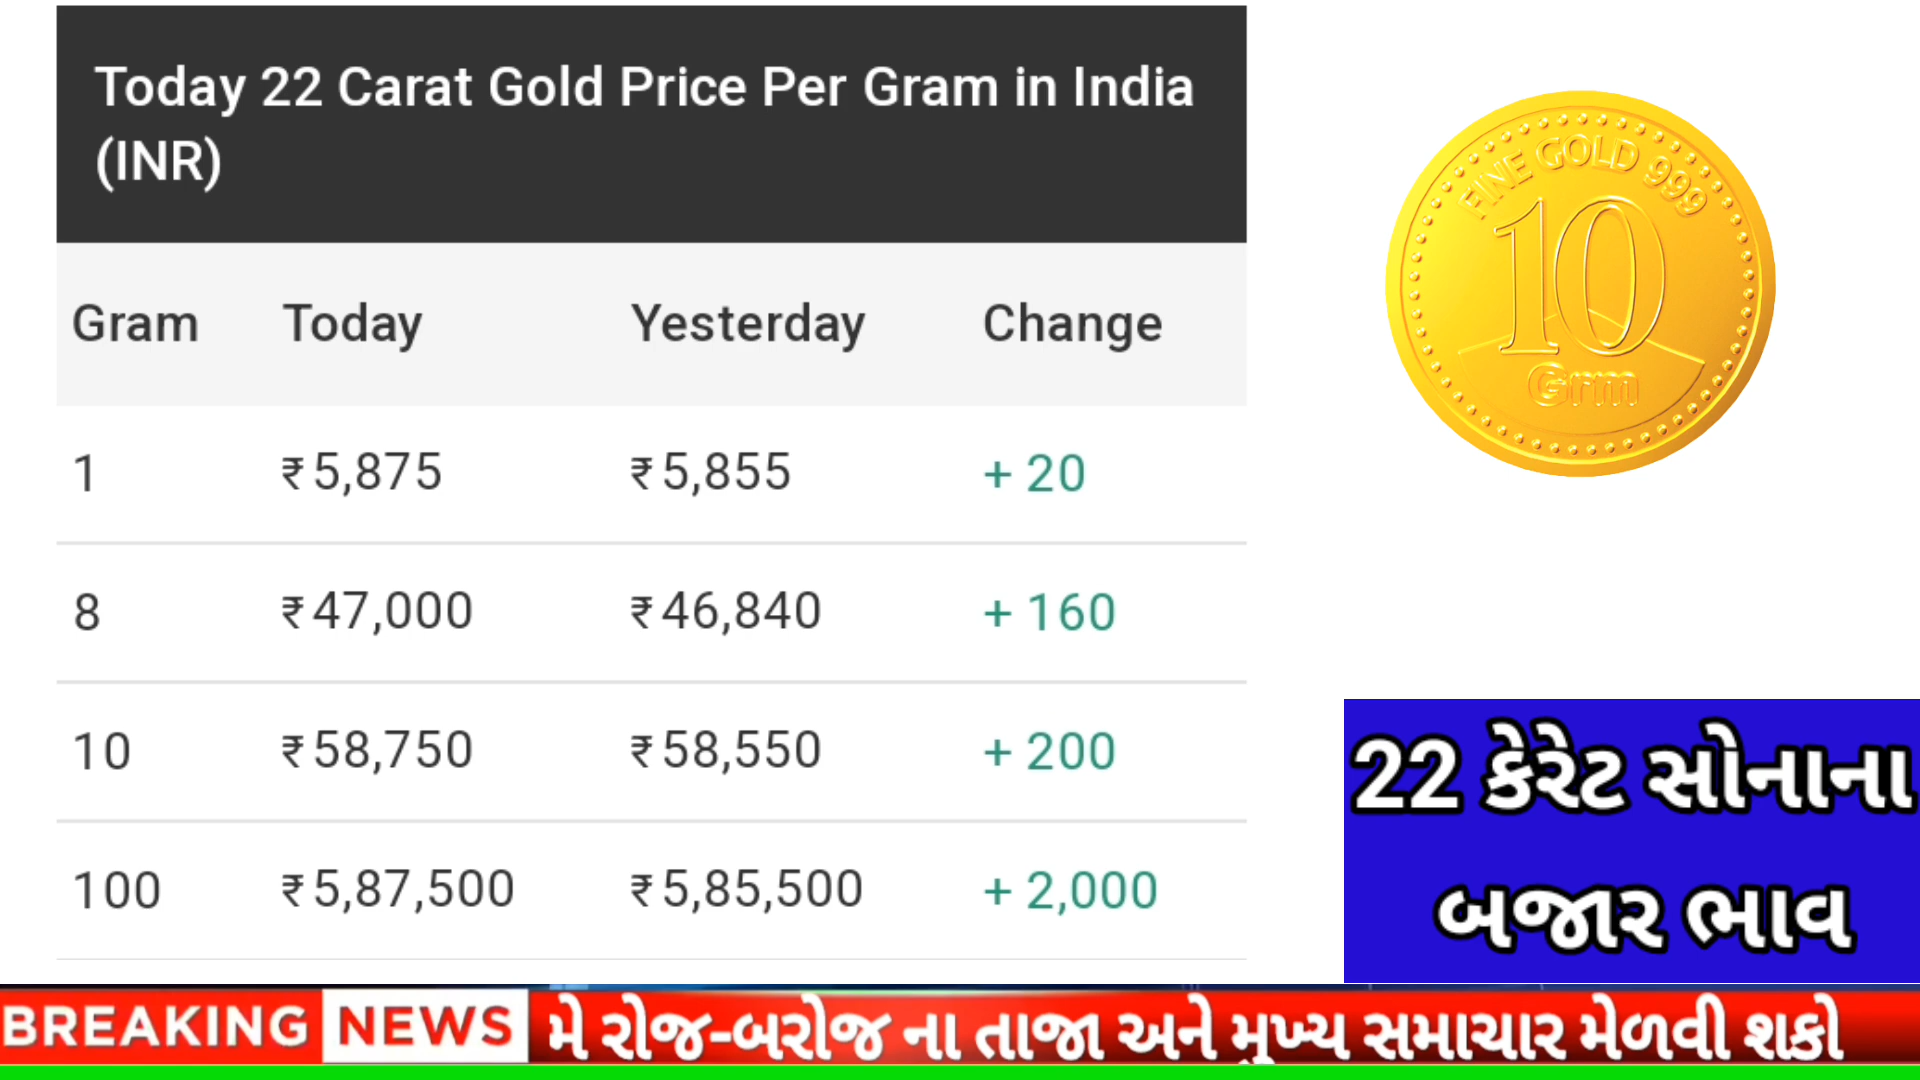 Today 22 Carat Gold Price Per Gram in India
(INR)
Gram Today Yesterday Change
1 ₹5,875 ₹5,855 + 20
8 ₹47,000 ₹46,840 + 160
10 ₹58,750 ₹58,550 + 200
100 ₹5,87,500 ₹5,85,500 + 2,000
FINE GOLD 999
10
Grm
22 કેરેટ સોનાના
બજાર ભાવ
BREAKING NEWS મે રોજ-બરોજ ના તાજા અને મુખ્ય સમાચાર મેળવી શકો